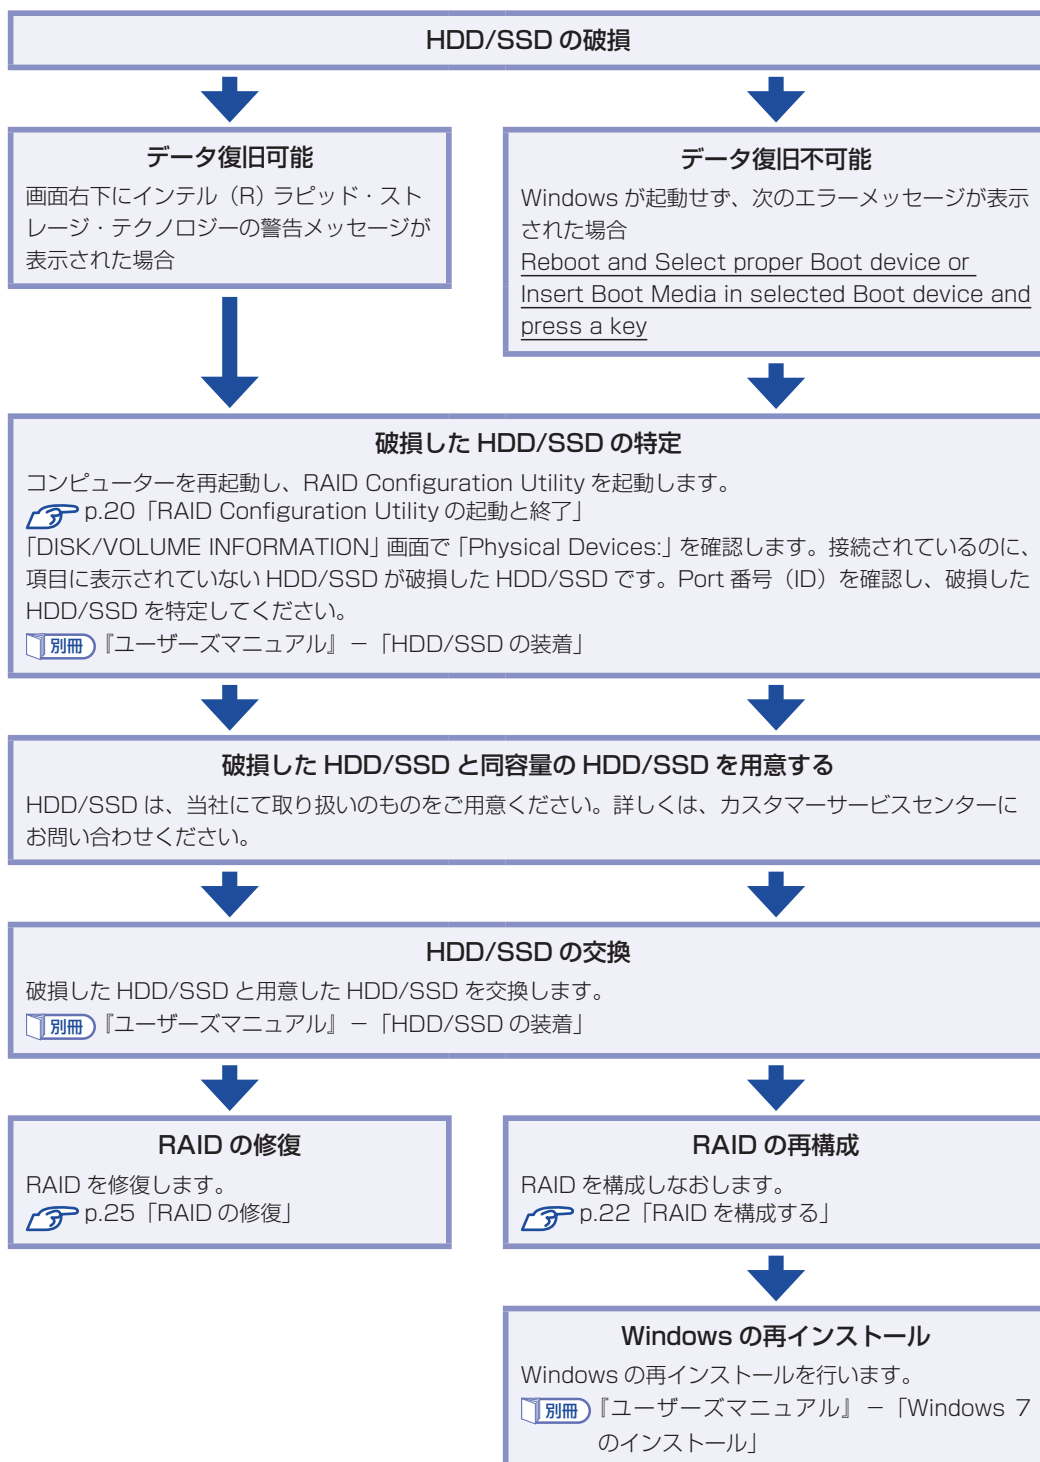 HDD/SSD の破損
データ復旧可能
画面右下にインテル（R）ラピッド・スト
レージ・テクノロジーの警告メッセージが
表示された場合
データ復旧不可能
Windows が起動せず、次のエラーメッセージが表示
された場合
Reboot and Select proper Boot device or
Insert Boot Media in selected Boot device and
press a key
破損した HDD/SSD の特定
コンピューターを再起動し、RAID Configuration Utility を起動します。
p.20「RAID Configuration Utility の起動と終了」
「DISK/VOLUME INFORMATION」画面で「Physical Devices:」を確認します。接続されているのに、
項目に表示されていない HDD/SSD が破損した HDD/SSD です。Port 番号（ID）を確認し、破損した
HDD/SSD を特定してください。
別冊 『ユーザーズマニュアル』－「HDD/SSD の装着」
破損した HDD/SSD と同容量の HDD/SSD を用意する
HDD/SSD は、当社にて取り扱いのものをご用意ください。詳しくは、カスタマーサービスセンターに
お問い合わせください。
HDD/SSD の交換
破損した HDD/SSD と用意した HDD/SSD を交換します。
別冊 『ユーザーズマニュアル』－「HDD/SSD の装着」
RAID の修復
RAID を修復します。
p.25「RAID の修復」
RAID の再構成
RAID を構成しなおします。
p.22「RAID を構成する」
Windows の再インストール
Windows の再インストールを行います。
別冊 『ユーザーズマニュアル』－「Windows 7
のインストール」